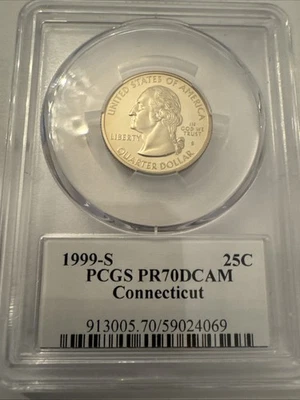 UNITED STATES OF AMERICA
LIBERTY
IN
GOD WE
TRUST
S
QUARTER DOLLAR
1999-S 25C
PCGS PR70DCAM
Connecticut
913005.70/59024069